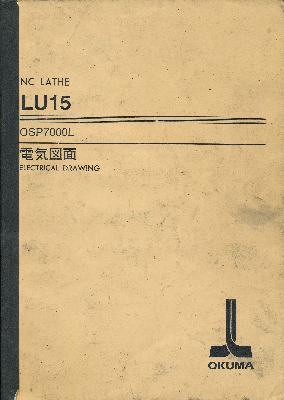 NC LATHE
LU15
OSP7000L
電気図面
ELECTRICAL DRAWING
OKUMA